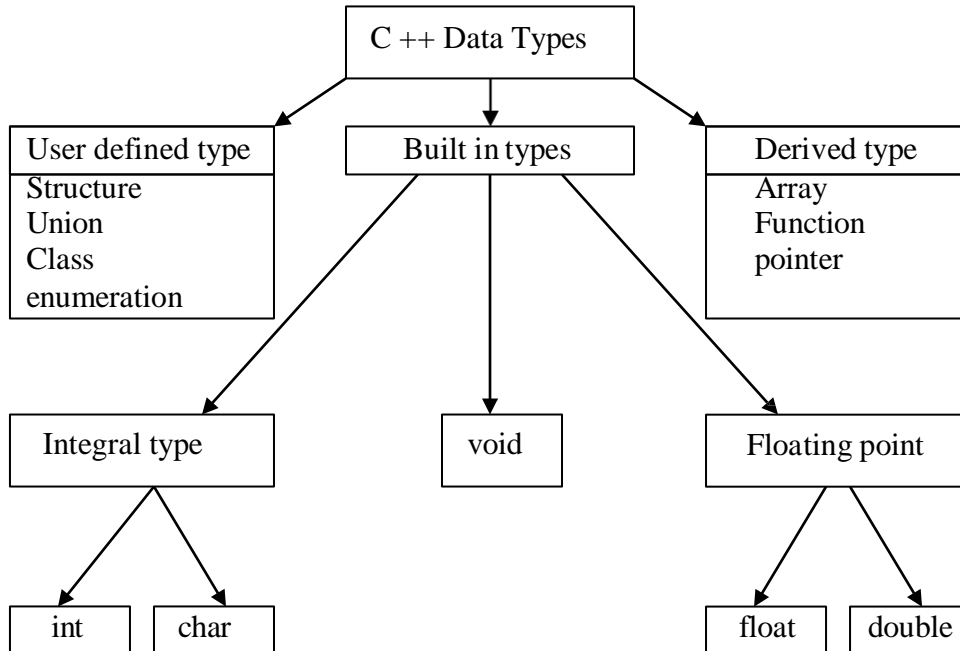 C ++ Data Types
User defined type
Structure
Union
Class
enumeration
Built in types
Derived type
Array
Function
pointer
Integral type
void
Floating point
int
char
float
double